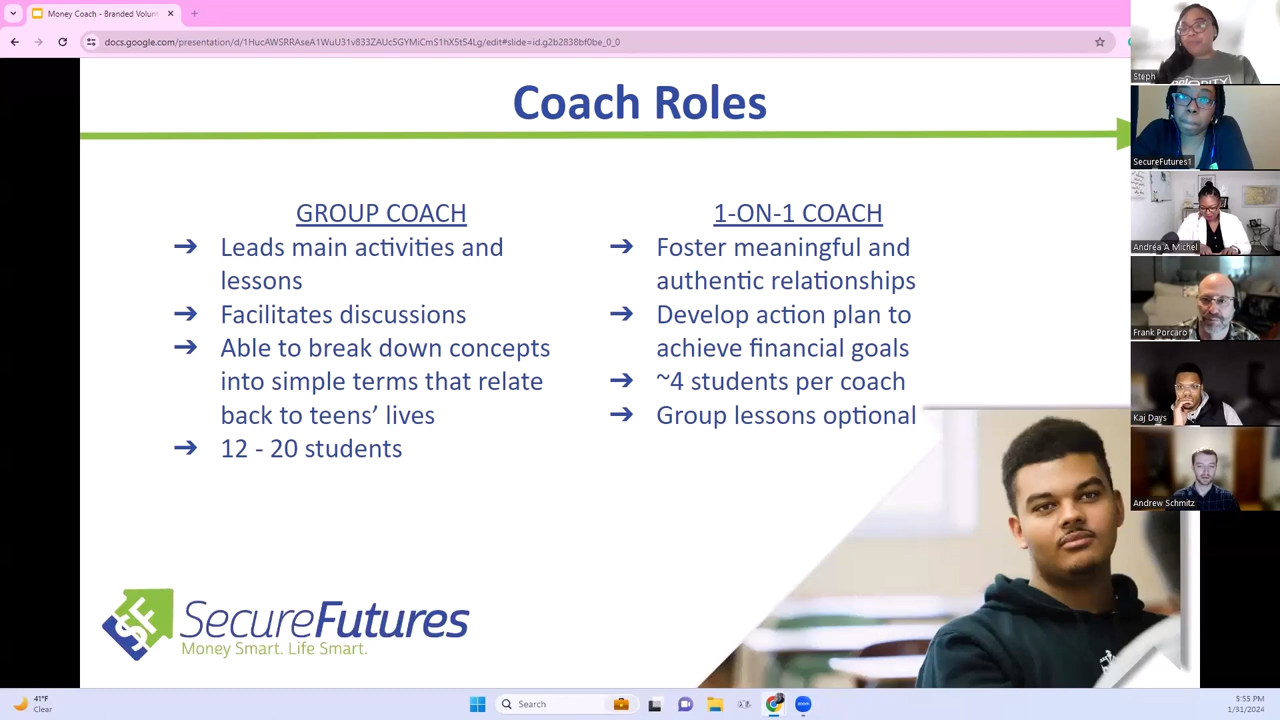 Money Coach - Branded Volun
docs.google.com/presentation/d/1HucAWSRRAseA1WuU31v833ZAUc5GYMiCmS1hX5t54Lg/edit#slide=id.g2b2838bf0be_0_0
Coach Roles
GROUP COACH
➔ Leads main activities and
lessons
➔ Facilitates discussions
➔ Able to break down concepts
into simple terms that relate
back to teens’ lives
➔ 12 - 20 students
1-ON-1 COACH
➔ Foster meaningful and
authentic relationships
➔ Develop action plan to
achieve financial goals
➔ ~4 students per coach
➔ Group lessons optional
SF
SecureFutures
Money Smart. Life Smart.
Steph
SecureFutures1
Andréa A Michel
Frank Porcaro
Kaj Days
Andrew Schmitz
41°F
Clear
Search
5:55 PM
1/31/2024